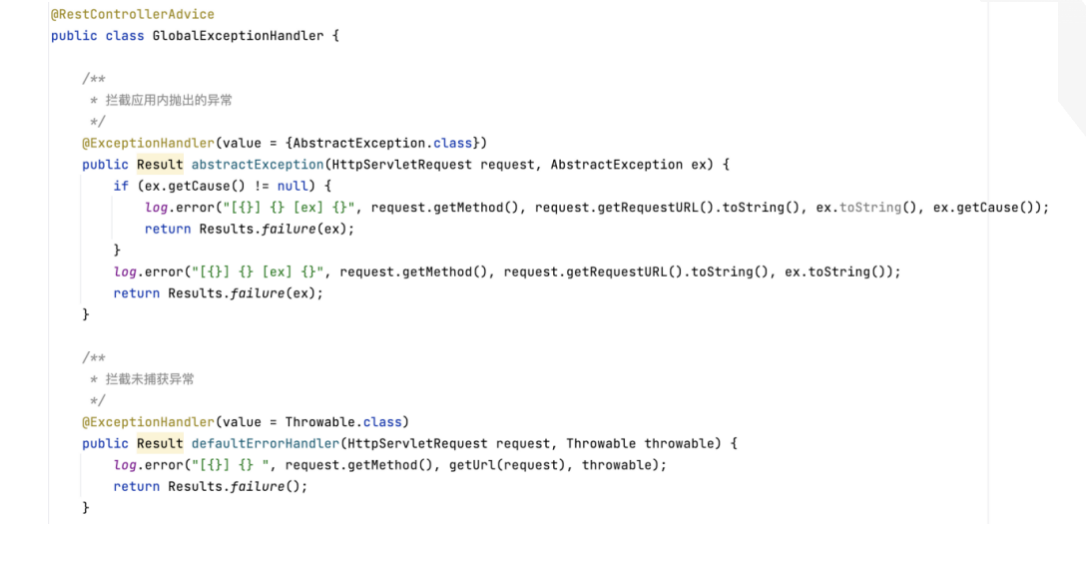 @RestControllerAdvice
public class GlobalExceptionHandler {
/**
* 拦截应用内抛出的异常
*/
@ExceptionHandler(value = {AbstractException.class})
public Result abstractException(HttpServletRequest request, AbstractException ex) {
if (ex.getCause() != null) {
log.error("[{}] {} [ex] {}", request.getMethod(), request.getRequestURL().toString(), ex.toString(), ex.getCause());
return Results.failure(ex);
}
log.error("[{}] {} [ex] {}", request.getMethod(), request.getRequestURL().toString(), ex.toString());
return Results.failure(ex);
}
/**
* 拦截未捕获异常
*/
@ExceptionHandler(value = Throwable.class)
public Result defaultErrorHandler(HttpServletRequest request, Throwable throwable) {
log.error("[{}] {} ", request.getMethod(), getUrl(request), throwable);
return Results.failure();
}